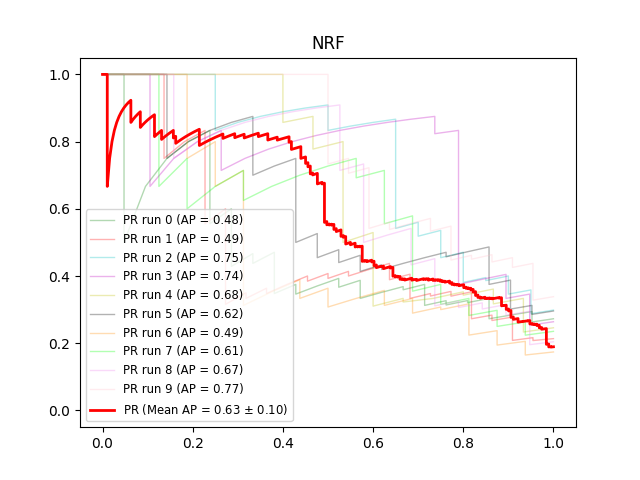 NRF
1.0
0.8
0.6
0.4
0.2
0.0
PR run 0 (AP = 0.48)
PR run 1 (AP = 0.49)
PR run 2 (AP = 0.75)
PR run 3 (AP = 0.74)
PR run 4 (AP = 0.68)
PR run 5 (AP = 0.62)
PR run 6 (AP = 0.49)
PR run 7 (AP = 0.61)
PR run 8 (AP = 0.67)
PR run 9 (AP = 0.77)
PR (Mean AP = 0.63 ± 0.10)
0.0 0.2 0.4 0.6 0.8 1.0